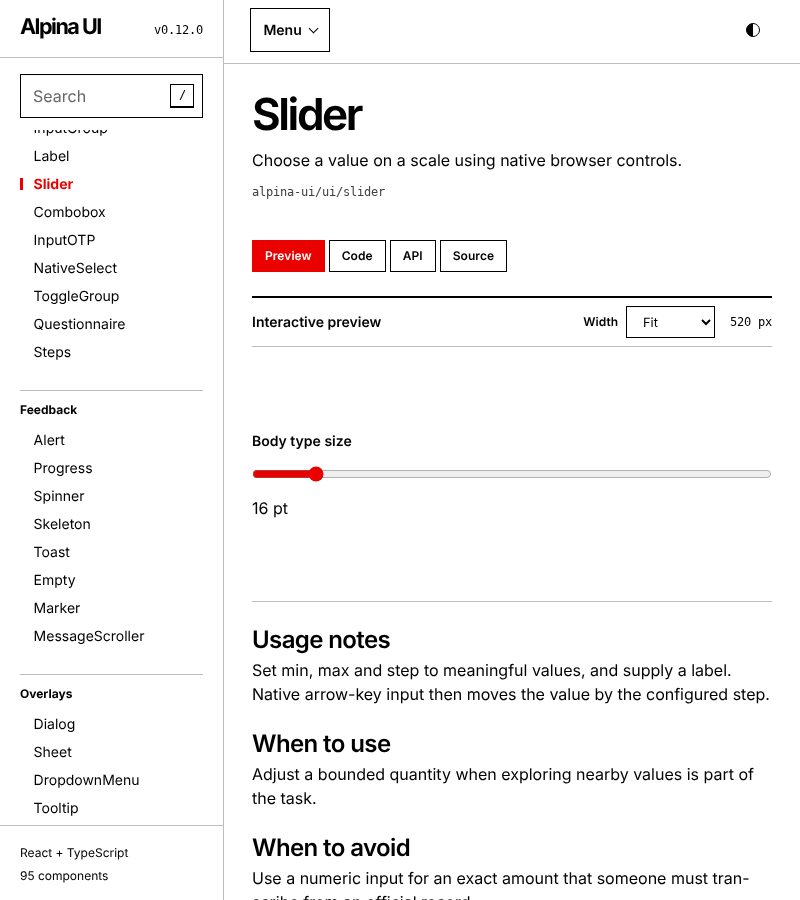 Alpina UI
v0.12.0
Search
/
InputGroup
Label
Slider
Combobox
InputOTP
NativeSelect
ToggleGroup
Questionnaire
Steps
Feedback
Alert
Progress
Spinner
Skeleton
Toast
Empty
Marker
MessageScroller
Overlays
Dialog
Sheet
DropdownMenu
Tooltip
React + TypeScript
95 components
Menu
Slider
Choose a value on a scale using native browser controls.
alpina-ui/ui/slider
Preview Code API Source
Interactive preview Width Fit 520 px
Body type size
16 pt
Usage notes
Set min, max and step to meaningful values, and supply a label.
Native arrow-key input then moves the value by the configured step.
When to use
Adjust a bounded quantity when exploring nearby values is part of
the task.
When to avoid
Use a numeric input for an exact amount that someone must tran-
scribe from an official record.